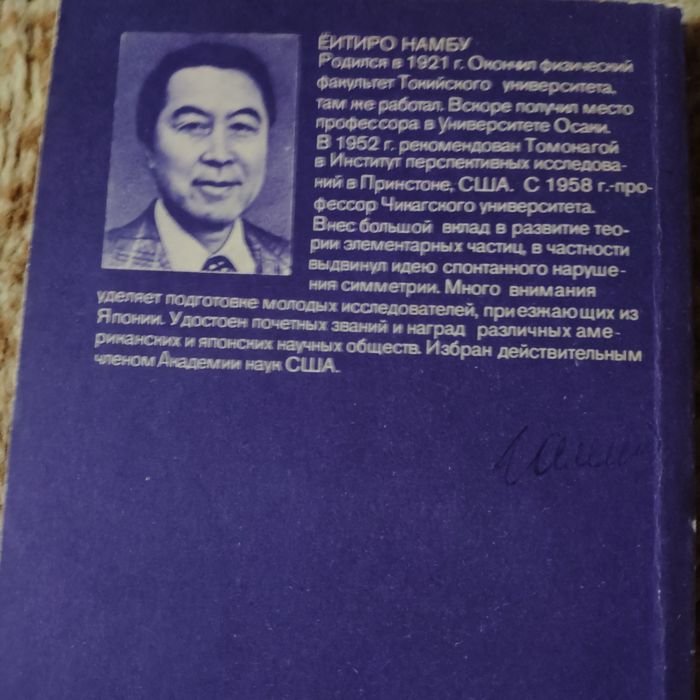 ЁИТИРО НАМБУ
Родился в 1921 г. Окончил физический
факультет Токийского университета,
там же работал. Вскоре получил место
профессора в Университете Осаки.
В 1952 г. рекомендован Томонагой
в Институт перспективных исследова-
ний в Принстоне, США. С 1958 г.-про-
фессор Чикагского университета.
Внес большой вклад в развитие тео-
рии элементарных частиц, в частности
выдвинул идею спонтанного наруше-
ния симметрии. Много внимания
уделяет подготовке молодых исследователей, приезжающих из
Японии. Удостоен почетных званий и наград различных аме-
риканских и японских научных обществ. Избран действительным
членом Академии наук США.